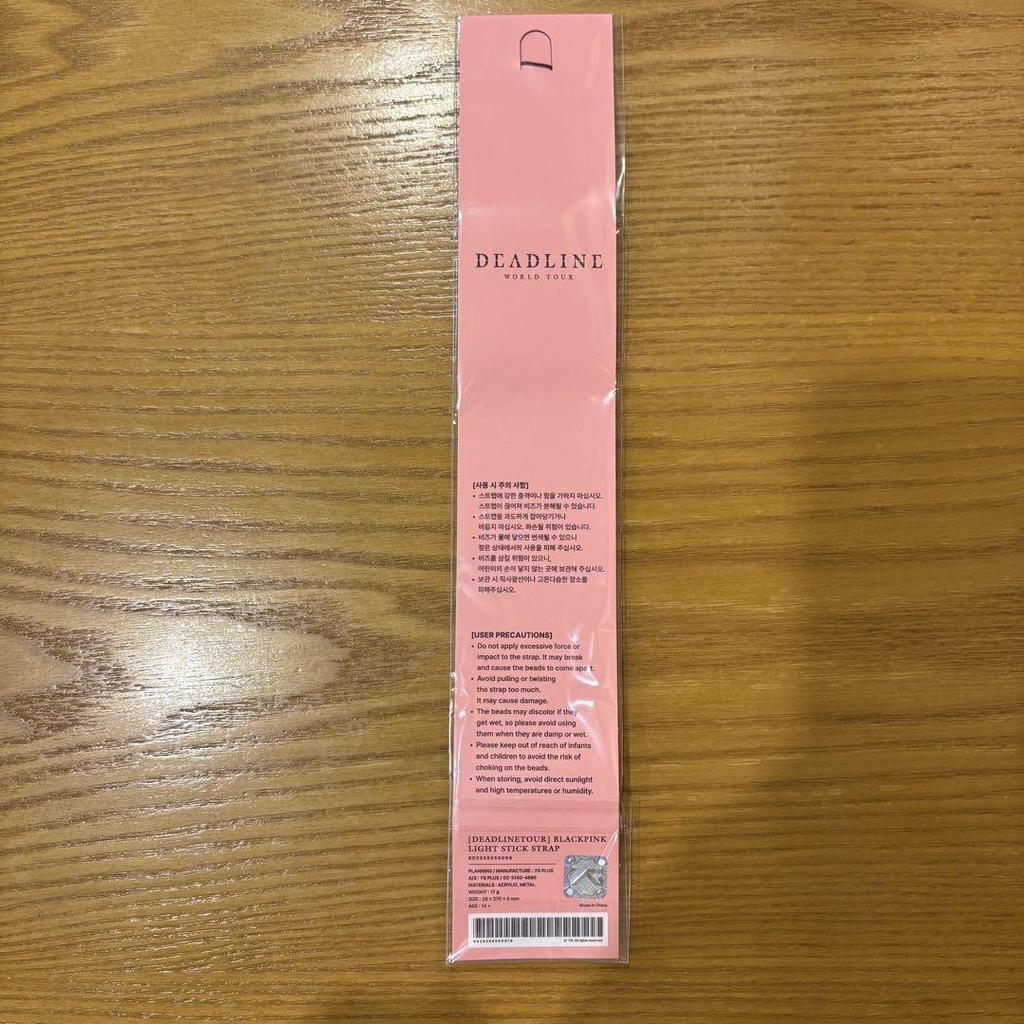 DEADLINE
WORLD TOUR
[사용 시 주의 사항]
• 스트랩에 강한 충격이나 힘을 가하지 마십시오.
스트랩이 끊어져 비즈가 분해될 수 있습니다.
• 스트랩을 과도하게 잡아당기거나
비틀지 마십시오. 파손될 위험이 있습니다.
• 비즈가 물에 닿으면 변색될 수 있으니
젖은 상태에서의 사용을 피해 주십시오.
• 비즈를 삼킬 위험이 있으니,
어린이의 손이 닿지 않는 곳에 보관해 주십시오.
• 보관 시 직사광선이나 고온다습한 장소를
피해주십시오.
[USER PRECAUTIONS]
• Do not apply excessive force or
impact to the strap. It may break
and cause the beads to come apart.
• Avoid pulling or twisting
the strap too much.
It may cause damage.
• The beads may discolor if they
get wet, so please avoid using
them when they are damp or wet.
• Please keep out of reach of infants
and children to avoid the risk of
choking on the beads.
• When storing, avoid direct sunlight
and high temperatures or humidity.
[DEADLINETOUR] BLACKPINK
LIGHT STICK STRAP
PLANNING / MANUFACTURE : YG PLUS
A/S : YG PLUS / 02-3140-4696
MATERIALS : ACRYLIC, METAL
WEIGHT : 17 g
AGE : 14 +
Made in China
All rights reserved.